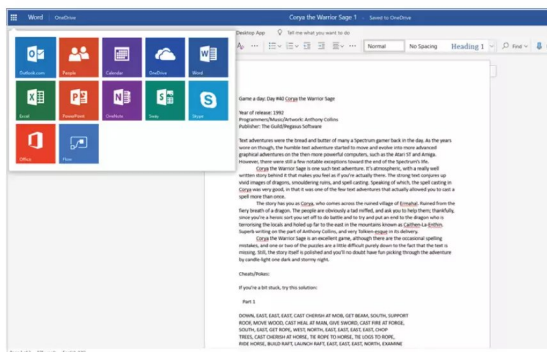 Word OneDrive Corya the Warrior Sage 1 - Saved to OneDrive
Desktop App Tell me what you want to do
Normal No Spacing Heading 1 Find
Outlook.com People Calendar OneDrive Word
Excel PowerPoint OneNote Sway Skype
Office Flow
Game a day: Day #40 Corya the Warrior Sage
Year of release: 1992
Programmers/Music/Artwork: Anthony Collins
Publisher: The Guild/Pegasus Software
Text adventures were the bread and butter of many a Spectrum gamer back in the day. As the years
wore on though, the humble text adventure started to move and evolve into more advanced
graphical adventures on the then more powerful computers, such as the Atari ST and Amiga.
However, there were still a few notable exceptions toward the end of the Spectrum's life.
Corya the Warrior Sage is one such text adventure. It's atmospheric, with a really well
written story behind it that makes you feel as if you're actually there. The strong text conjures up
vivid images of dragons, smouldering ruins, and spell casting. Speaking of which, the spell casting in
Corya was very good, in that it was one of the few text adventures that actually allowed you to cast a
spell more than once.
The story has you as Corya, who comes across the ruined village of Ermahal. Ruined from the
fiery breath of a dragon. The people are obviously a tad miffed, and ask you to help them; thankfully,
since you're a heroic sort you set off to do battle and to try and put an end to the dragon who is
terrorising the locals and holed up far to the east in the mountains known as
Superb writing on the part of Anthony Collins, and very Tolkien esque in its delivery.
Corya the Warrior Sage is an excellent game, although there are the occasional spelling
mistakes, and one or two of the puzzles are a little difficult purely down to the fact that the text is
missing. Still, the story itself is polished and you'll no doubt have fun picking through the adventure
by candle light one dark and stormy night.
Cheats/Pokes:
If you're a bit stuck, try this solution:
Part 1
DOWN, EAST, EAST, EAST, CAST CHERISH AT MOB, GET BEAM, SOUTH, SUPPORT
ROOF, MOVE WOOD, CAST HEAL AT MAN, GIVE SWORD, CAST FIRE AT FORGE,
SOUTH, EAST, GET ROPE, WEST, NORTH, EAST, EAST, EAST, EAST, CHOP
TREES, CAST CHERISH AT HORSE, TIE ROPE TO HORSE, TIE LOGS TO ROPE,
RIDE HORSE, BUILD RAFT, LAUNCH RAFT, EAST, EAST, EAST, NORTH, EXAMINE